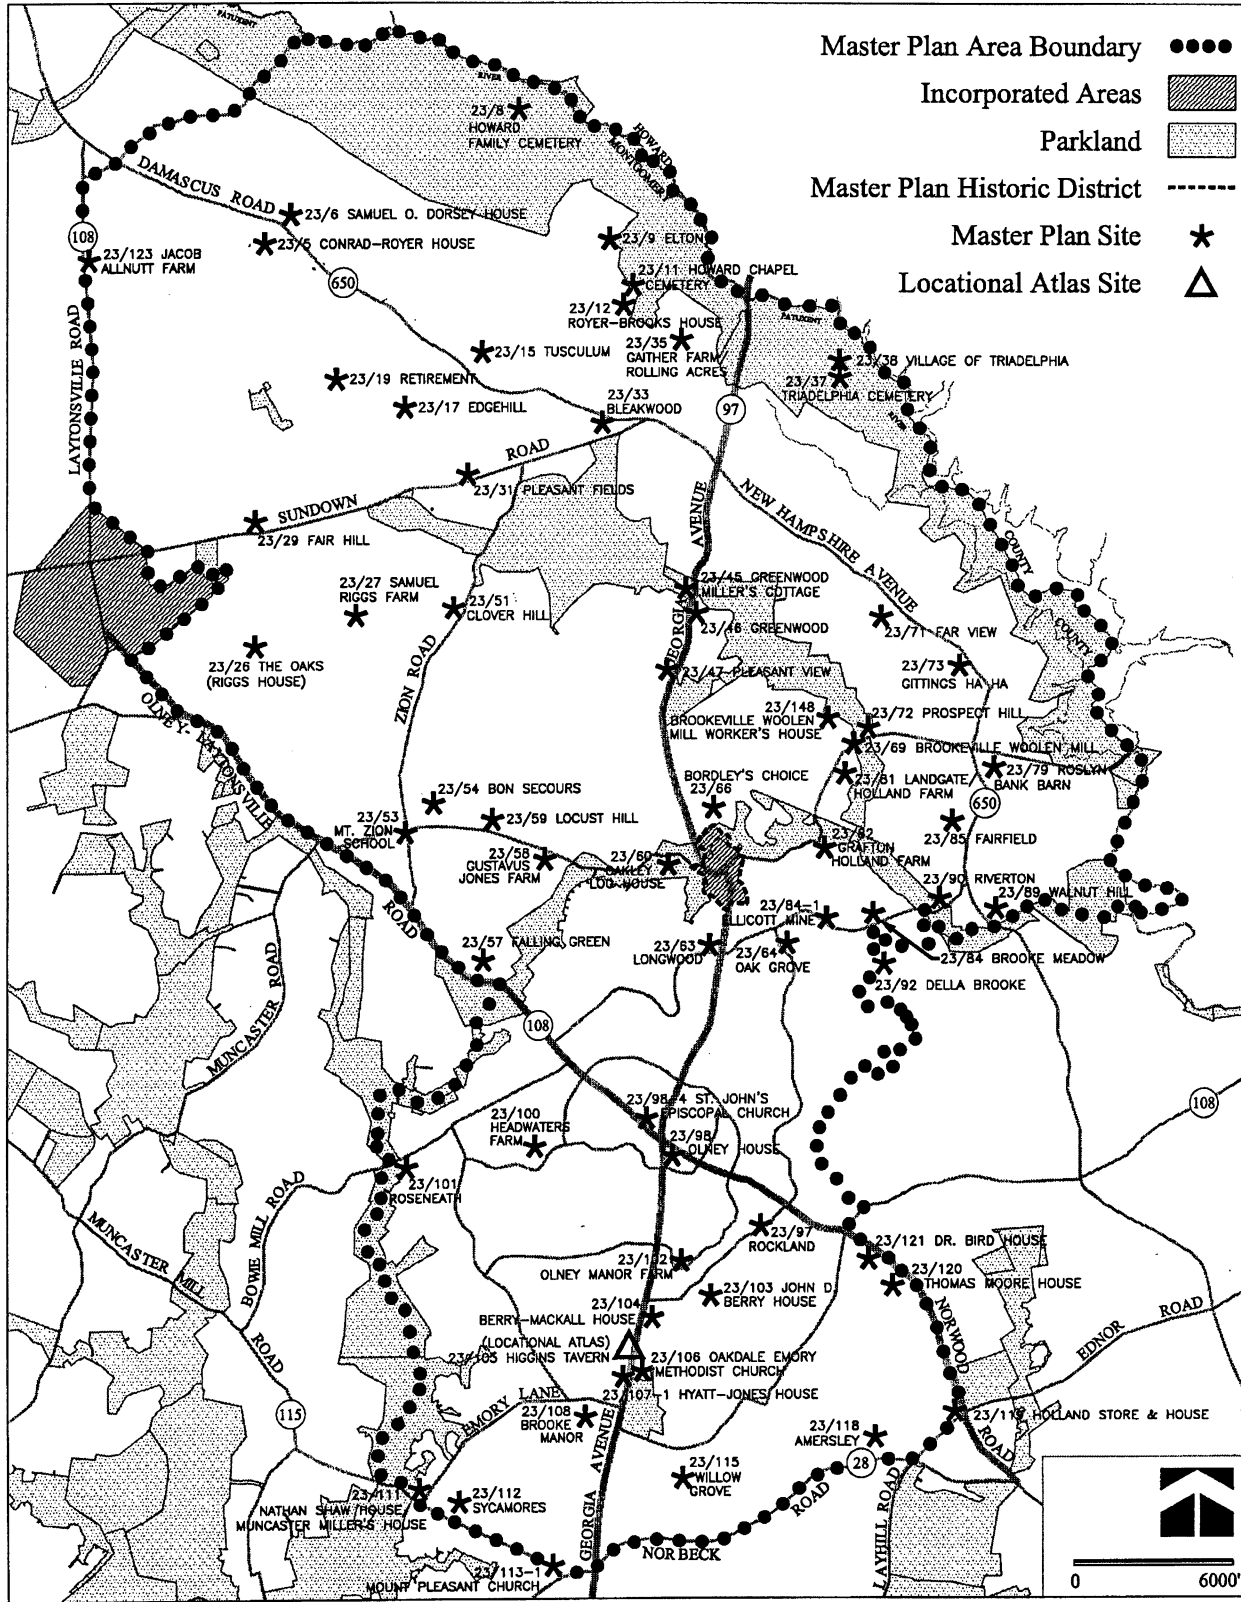 PATUXENT
RIVER
Master Plan Area Boundary
Incorporated Areas
Parkland
Master Plan Historic District
Master Plan Site
Locational Atlas Site
23/8
HOWARD
FAMILY CEMETERY
HOWARD
MONTGOMERY
DAMASCUS ROAD
23/6 SAMUEL O. DORSEY HOUSE
108
23/5 CONRAD-ROYER HOUSE
23/9 ELTON
23/123 JACOB
ALLNUTT FARM
650
23/11 HOWARD CHAPEL
CEMETERY
23/12
ROYER-BROOKS HOUSE
PATUXENT
LAYTONSVILLE ROAD
23/15 TUSCULUM
23/35
GAITHER FARM/
ROLLING ACRES
23/38 VILLAGE OF TRIADELPHIA
23/37
TRIADELPHIA CEMETERY
23/19 RETIREMENT
23/17 EDGEHILL
23/33
BLEAKWOOD
97
RIVER
ROAD
23/31 PLEASANT FIELDS
SUNDOWN
AVENUE
NEW HAMPSHIRE AVENUE
23/29 FAIR HILL
COUNTY
23/27 SAMUEL
RIGGS FARM
23/51
CLOVER HILL
23/45 GREENWOOD
MILLER'S COTTAGE
GEORGIA
23/46 GREENWOOD
23/71 FAR VIEW
COUNTY
23/26 THE OAKS
(RIGGS HOUSE)
ZION ROAD
23/47 PLEASANT VIEW
23/73
GITTINGS HA HA
OLNEY-LAYTONSVILLE
23/148
BROOKEVILLE WOOLEN
MILL WORKER'S HOUSE
23/72 PROSPECT HILL
23/69 BROOKEVILLE WOOLEN MILL
BORDLEY'S CHOICE
23/66
23/81 LANDGATE/
HOLLAND FARM
23/79 ROSLYN
BANK BARN
23/54 BON SECOURS
650
23/53
MT. ZION
SCHOOL
23/59 LOCUST HILL
23/58
GUSTAVUS
JONES FARM
23/60
OAKLEY
LOG HOUSE
23/82
GRAFTON
HOLLAND FARM
23/85 FAIRFIELD
23/90 RIVERTON
23/89 WALNUT HILL
ROAD
23/84-1
ELLICOTT MINE
23/57 FALLING GREEN
23/63
LONGWOOD
23/64
OAK GROVE
23/84 BROOKE MEADOW
23/92 DELLA BROOKE
MUNCASTER ROAD
108
108
23/98-4 ST. JOHN'S
EPISCOPAL CHURCH
23/100
HEADWATERS
FARM
23/98
OLNEY HOUSE
23/101
ROSENEATH
BOWIE MILL ROAD
MUNCASTER MILL
23/97
ROCKLAND
23/121 DR. BIRD HOUSE
23/102
OLNEY MANOR FARM
23/120
THOMAS MOORE HOUSE
23/103 JOHN D.
BERRY HOUSE
23/104
BERRY-MACKALL HOUSE
NORWOOD
EDNOR ROAD
ROAD
(LOCATIONAL ATLAS)
23/105 HIGGINS TAVERN
23/106 OAKDALE EMORY
METHODIST CHURCH
23/107-1 HYATT-JONES HOUSE
115
EMORY LANE
23/108
BROOKE
MANOR
AVENUE
23/119 HOLLAND STORE & HOUSE
23/118
AMERSLEY
ROAD
28
23/115
WILLOW
GROVE
23/111
NATHAN SHAW HOUSE/
MUNCASTER MILLER'S HOUSE
23/112
SYCAMORES
ROAD
LAYHILL ROAD
GEORGIA
NORBECK
23/113-1
MOUNT PLEASANT CHURCH
0 6000'